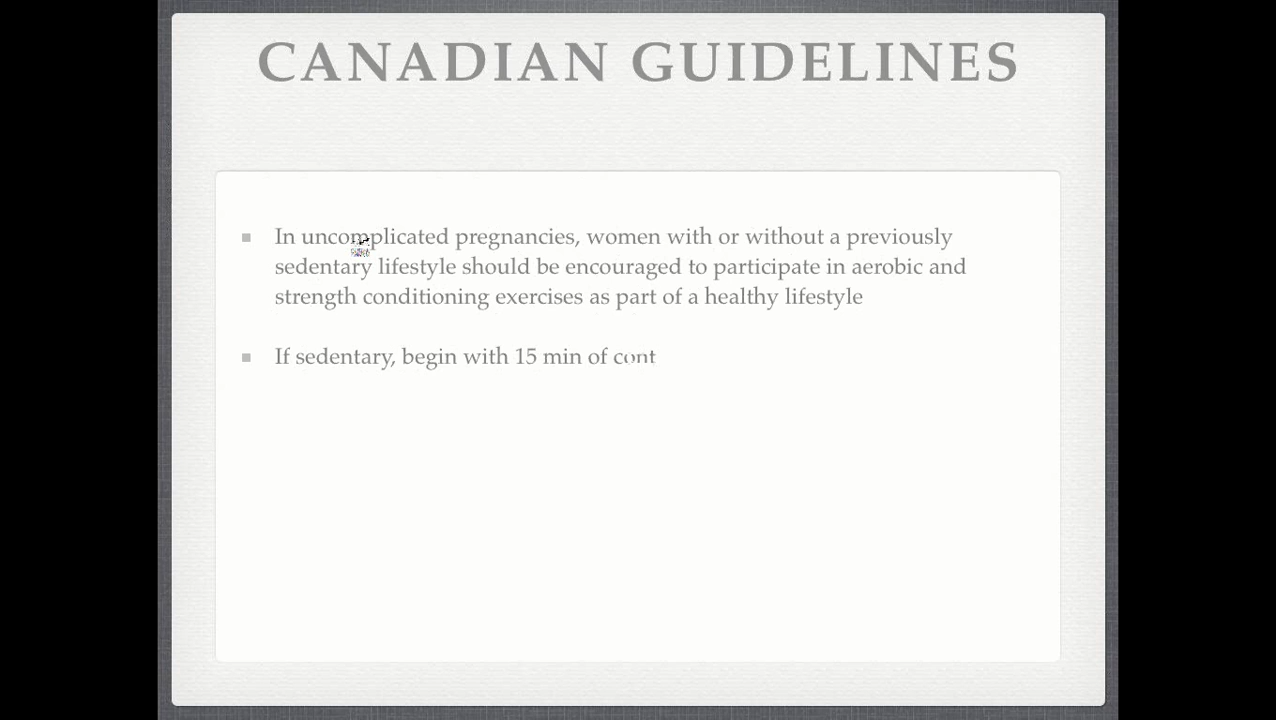 CANADIAN GUIDELINES
In uncomplicated pregnancies, women with or without a previously
sedentary lifestyle should be encouraged to participate in aerobic and
strength conditioning exercises as part of a healthy lifestyle
If sedentary, begin with 15 min of cont